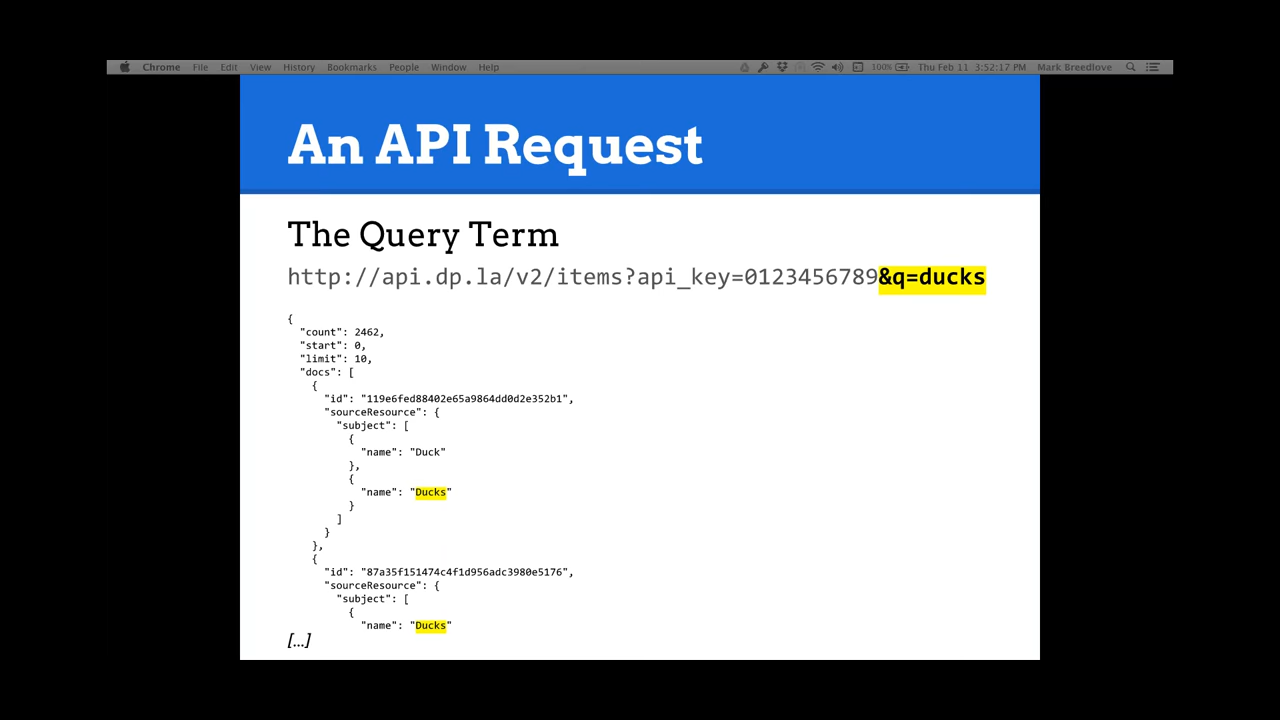 Chrome File Edit View History Bookmarks People Window Help 100% Thu Feb 11 3:52:17 PM Mark Breedlove
An API Request
The Query Term
http://api.dp.la/v2/items?api_key=0123456789&q=ducks
{
"count": 2462,
"start": 0,
"limit": 10,
"docs": [
{
"id": "119e6fed88402e65a9864dd0d2e352b1",
"sourceResource": {
"subject": [
{
"name": "Duck"
},
{
"name": "Ducks"
}
]
}
},
{
"id": "87a35f151474c4f1d956adc3980e5176",
"sourceResource": {
"subject": [
{
"name": "Ducks"
[...]